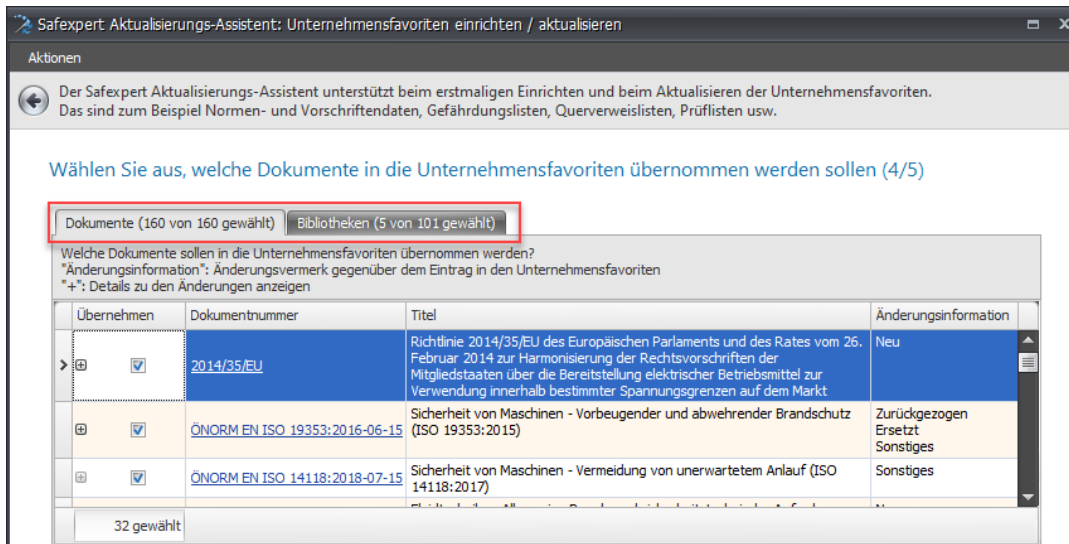 Safexpert Aktualisierungs-Assistent: Unternehmensfavoriten einrichten / aktualisieren
Aktionen
Der Safexpert Aktualisierungs-Assistent unterstützt beim erstmaligen Einrichten und beim Aktualisieren der Unternehmensfavoriten.
Das sind zum Beispiel Normen- und Vorschriftendaten, Gefährdungslisten, Querverweislisten, Prüflisten usw.
Wählen Sie aus, welche Dokumente in die Unternehmensfavoriten übernommen werden sollen (4/5)
Dokumente (160 von 160 gewählt) Bibliotheken (5 von 101 gewählt)
Welche Dokumente sollen in die Unternehmensfavoriten übernommen werden?
"Änderungsinformation": Änderungsvermerk gegenüber dem Eintrag in den Unternehmensfavoriten
"+": Details zu den Änderungen anzeigen
Übernehmen Dokumentnummer Titel Änderungsinformation
2014/35/EU
Richtlinie 2014/35/EU des Europäischen Parlaments und des Rates vom 26.
Februar 2014 zur Harmonisierung der Rechtsvorschriften der
Mitgliedstaaten über die Bereitstellung elektrischer Betriebsmittel zur
Verwendung innerhalb bestimmter Spannungsgrenzen auf dem Markt
Neu
ÖNORM EN ISO 19353:2016-06-15
Sicherheit von Maschinen - Vorbeugender und abwehrender Brandschutz
(ISO 19353:2015)
Zurückgezogen
Ersetzt
Sonstiges
ÖNORM EN ISO 14118:2018-07-15
Sicherheit von Maschinen - Vermeidung von unerwartetem Anlauf (ISO
14118:2017)
Sonstiges
32 gewählt